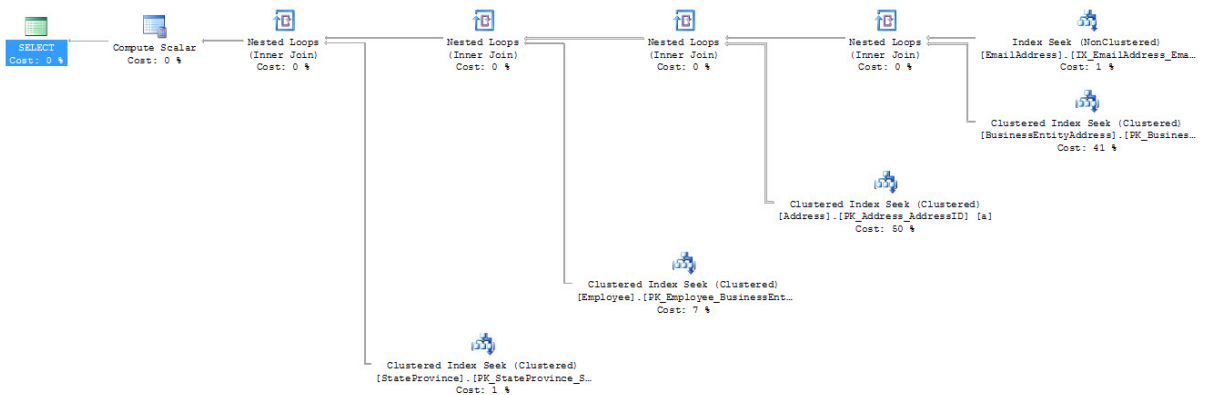 SELECT
Cost: 0 %
Compute Scalar
Cost: 0 %
Nested Loops
(Inner Join)
Cost: 0 %
Nested Loops
(Inner Join)
Cost: 0 %
Nested Loops
(Inner Join)
Cost: 0 %
Nested Loops
(Inner Join)
Cost: 0 %
Index Seek (NonClustered)
[EmailAddress].[IX_EmailAddress_Ema…
Cost: 1 %
Clustered Index Seek (Clustered)
[BusinessEntityAddress].[PK_Busines…
Cost: 41 %
Clustered Index Seek (Clustered)
[Address].[PK_Address_AddressID] [a]
Cost: 50 %
Clustered Index Seek (Clustered)
[Employee].[PK_Employee_BusinessEnt…
Cost: 7 %
Clustered Index Seek (Clustered)
[StateProvince].[PK_StateProvince_S…
Cost: 1 %